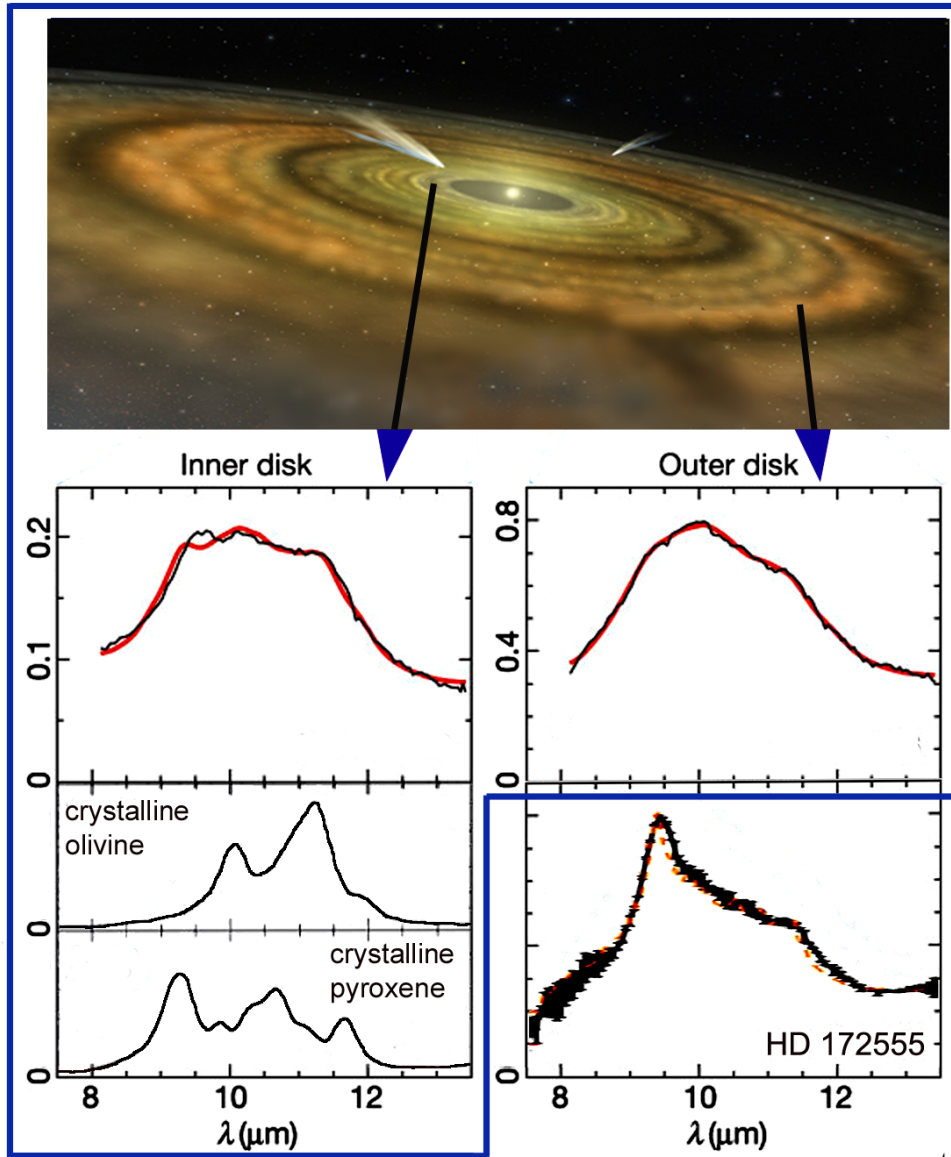 Inner disk
Outer disk
0.2
0.1
0
0.8
0.4
0
crystalline
olivine
0
crystalline
pyroxene
0
8 10 12
λ (μm)
HD 172555
0
8 10 12
λ (μm)